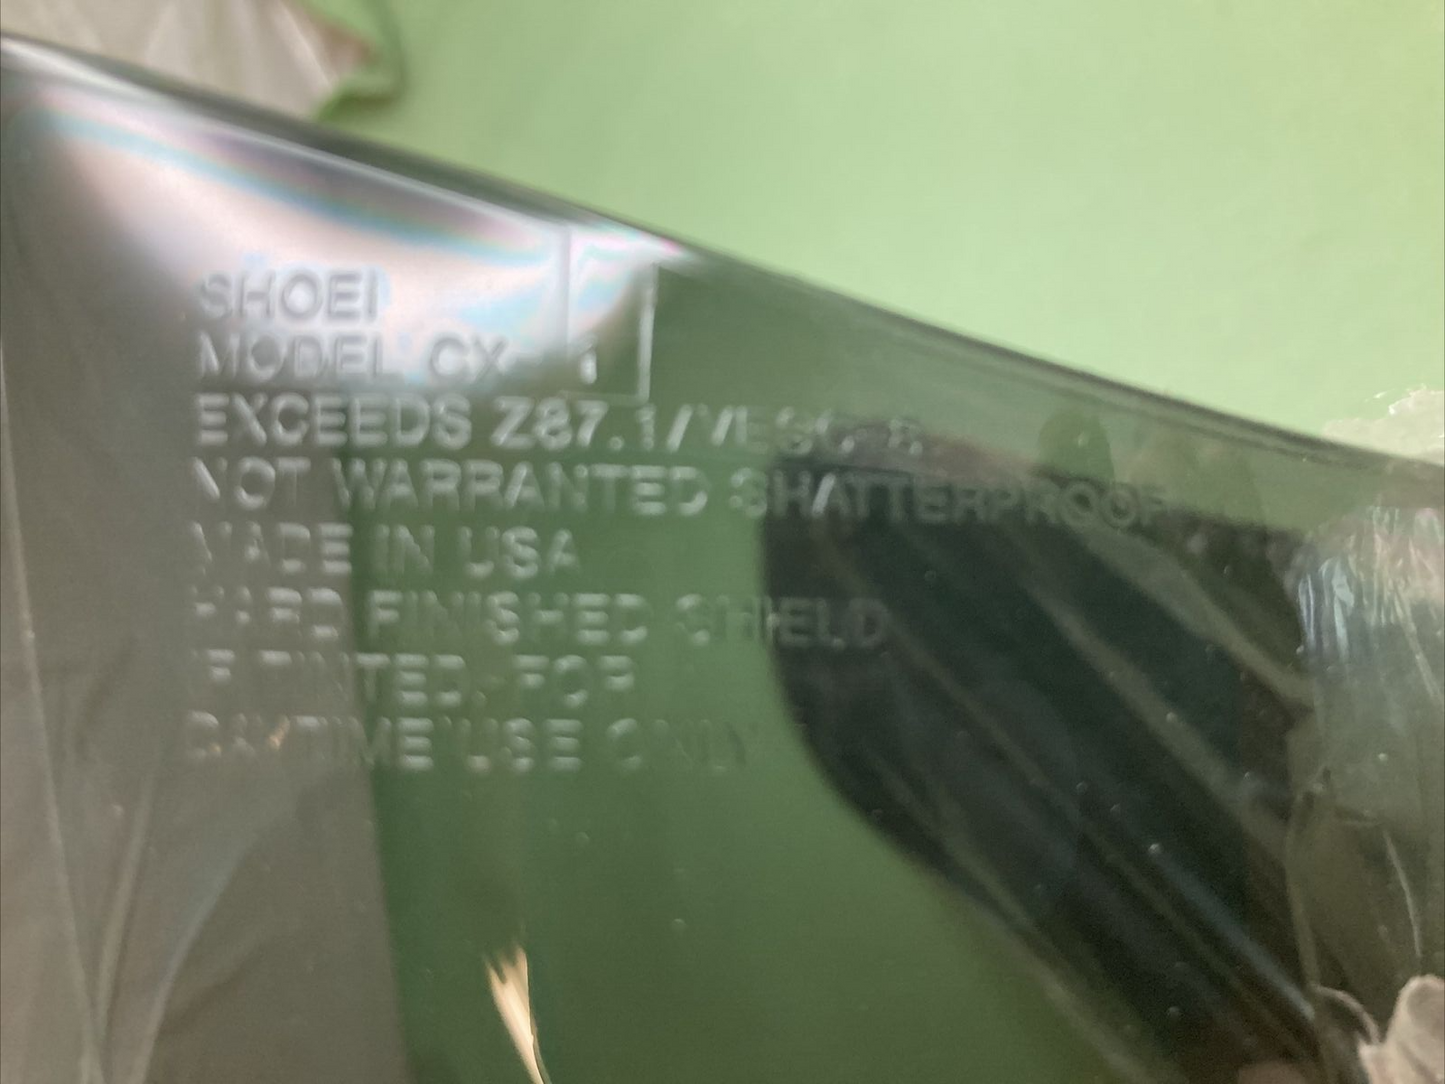 SHOEI
MODEL CX-1
EXCEEDS Z87.1/VESC-8
NOT WARRANTED SHATTERPROOF
MADE IN USA
HARD FINISHED SHIELD
IF TINTED, FOR
DAYTIME USE ONLY